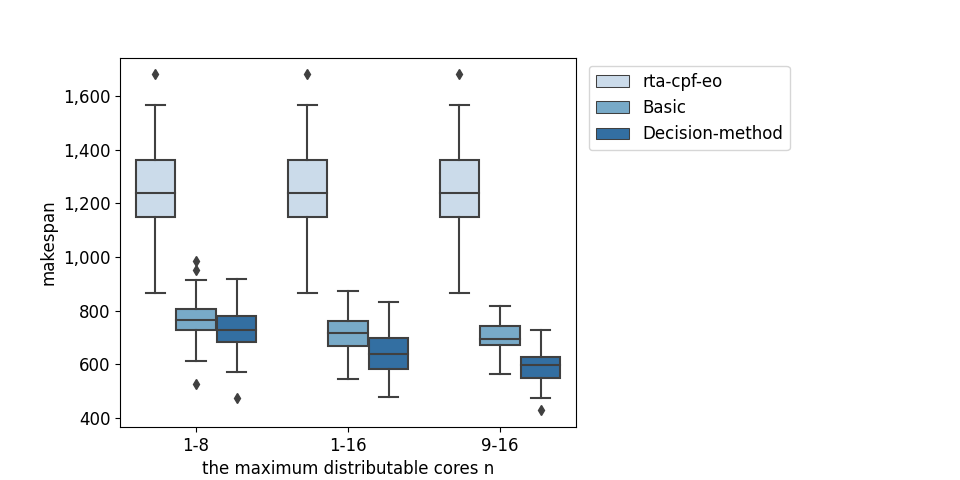 rta-cpf-eo
Basic
Decision-method
1,600
1,400
1,200
1,000
800
600
400
makespan
1-8
1-16
9-16
the maximum distributable cores n